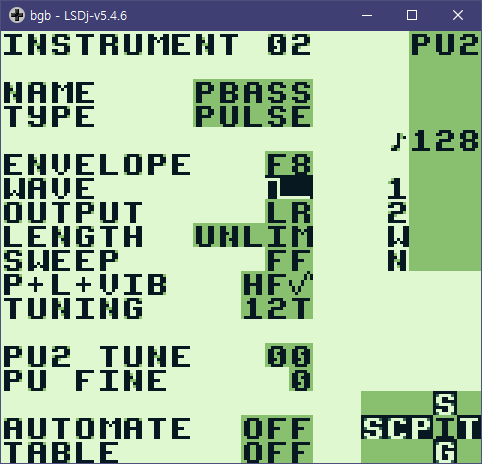 bgb - LSDj-v5.4.6
INSTRUMENT 02 PU2
NAME PBASS
TYPE PULSE
♪128
ENVELOPE F8
WAVE 1
OUTPUT LR 2
LENGTH UNLIM W
SWEEP FF N
P+L+VIB HF
TUNING 12T
PU2 TUNE 00
PU FINE 0
S
AUTOMATE OFF SCPIT
TABLE OFF G